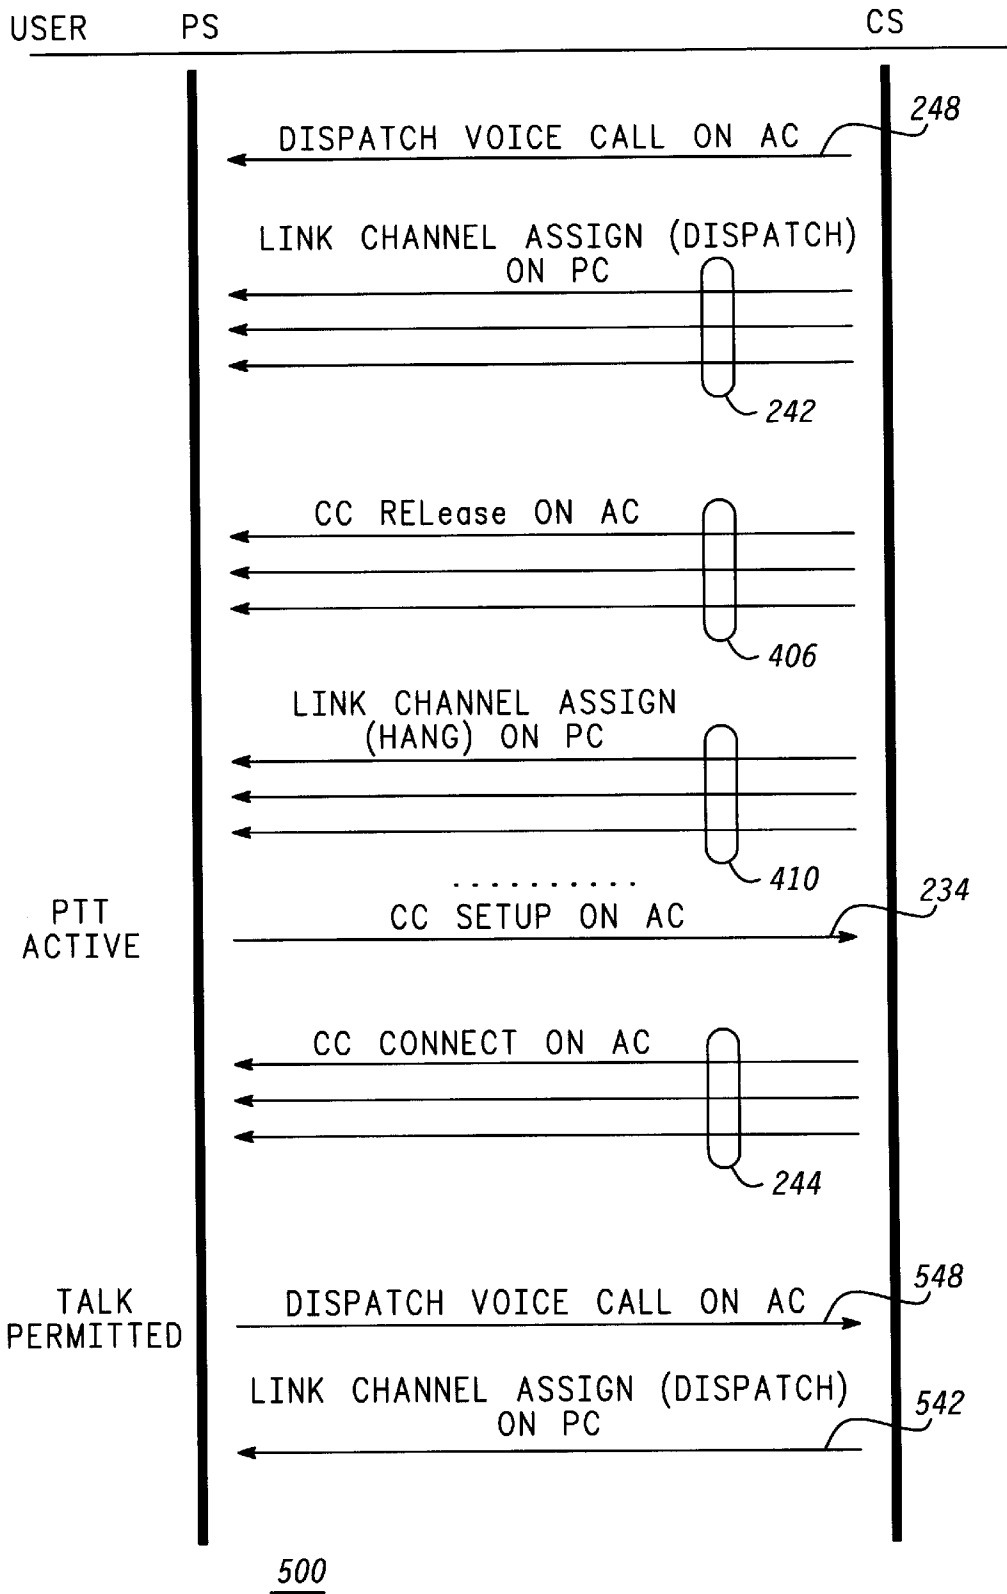 USER PS CS
248
DISPATCH VOICE CALL ON AC
LINK CHANNEL ASSIGN (DISPATCH)
ON PC
242
CC RELease ON AC
406
LINK CHANNEL ASSIGN
(HANG) ON PC
410
..........
234
PTT
ACTIVE
CC SETUP ON AC
CC CONNECT ON AC
244
548
TALK
PERMITTED
DISPATCH VOICE CALL ON AC
LINK CHANNEL ASSIGN (DISPATCH)
ON PC
542
500